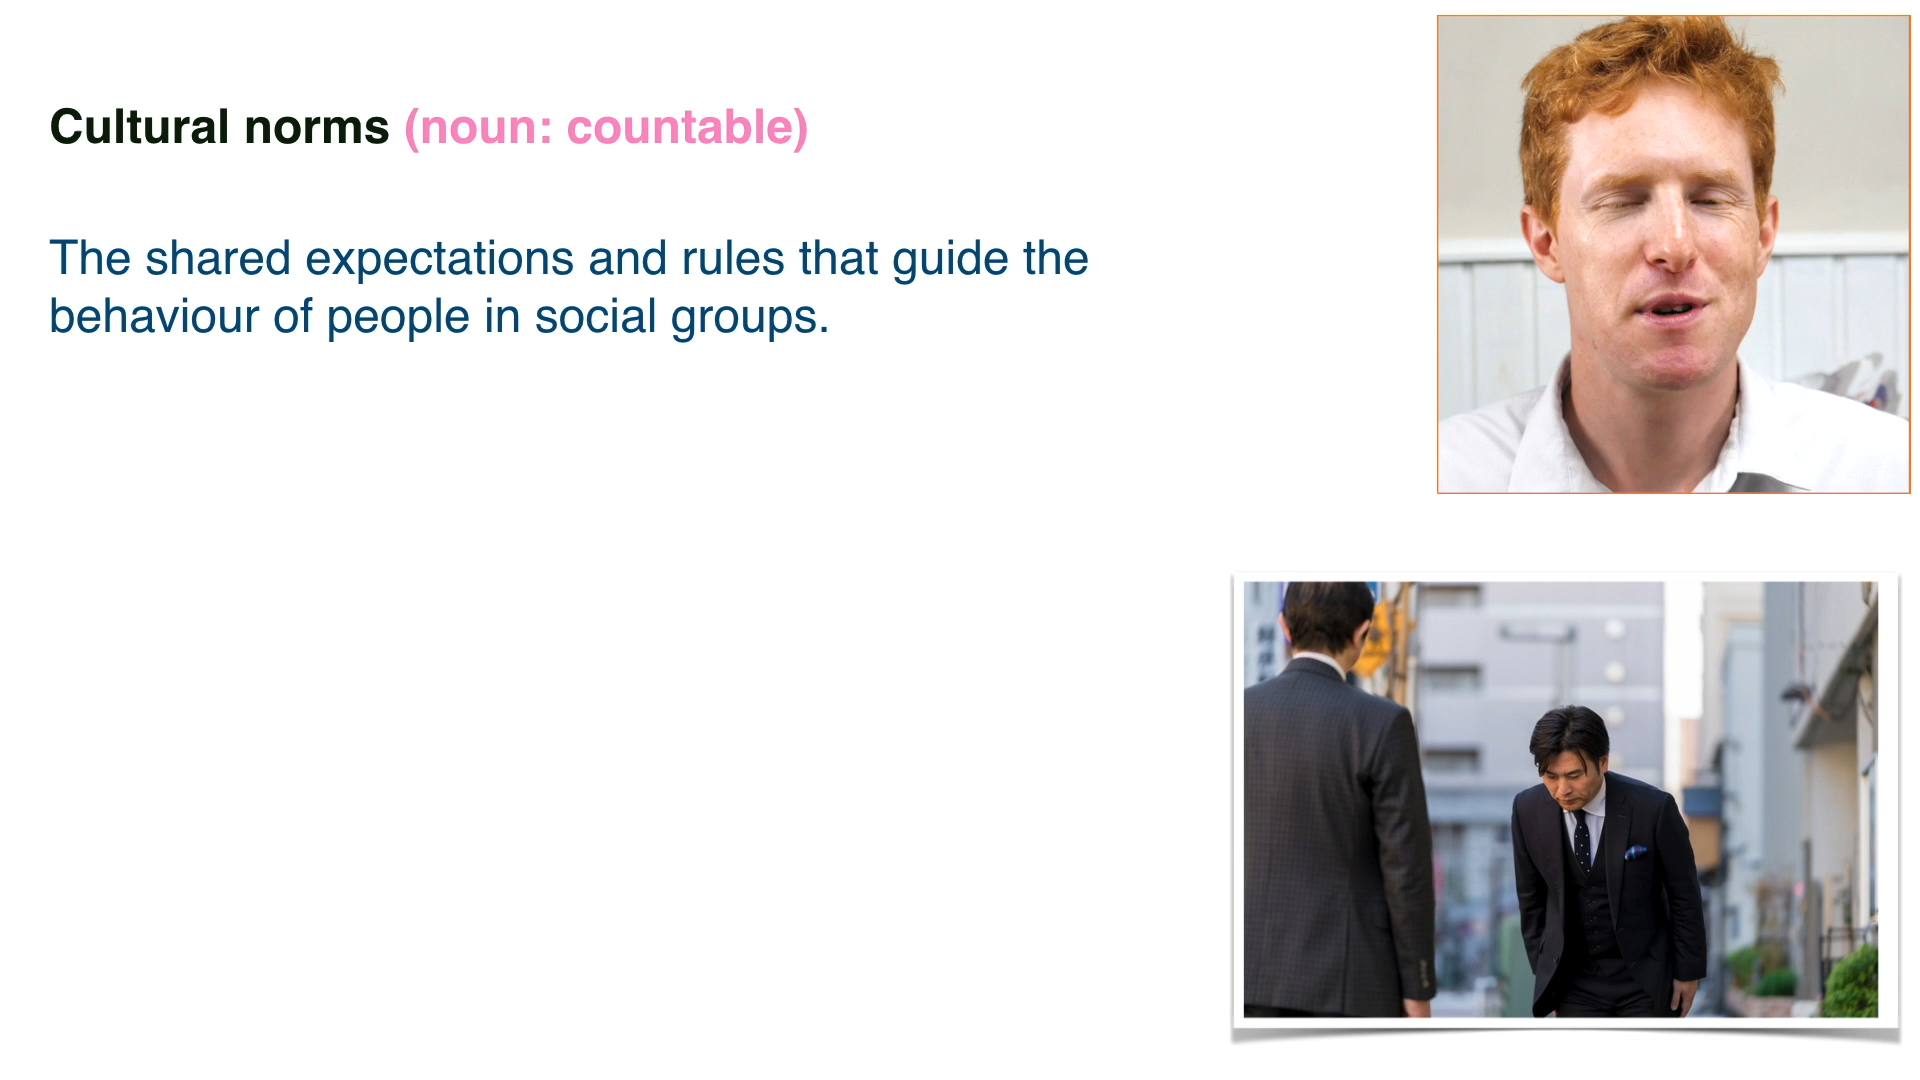 Cultural norms (noun: countable)
The shared expectations and rules that guide the
behaviour of people in social groups.